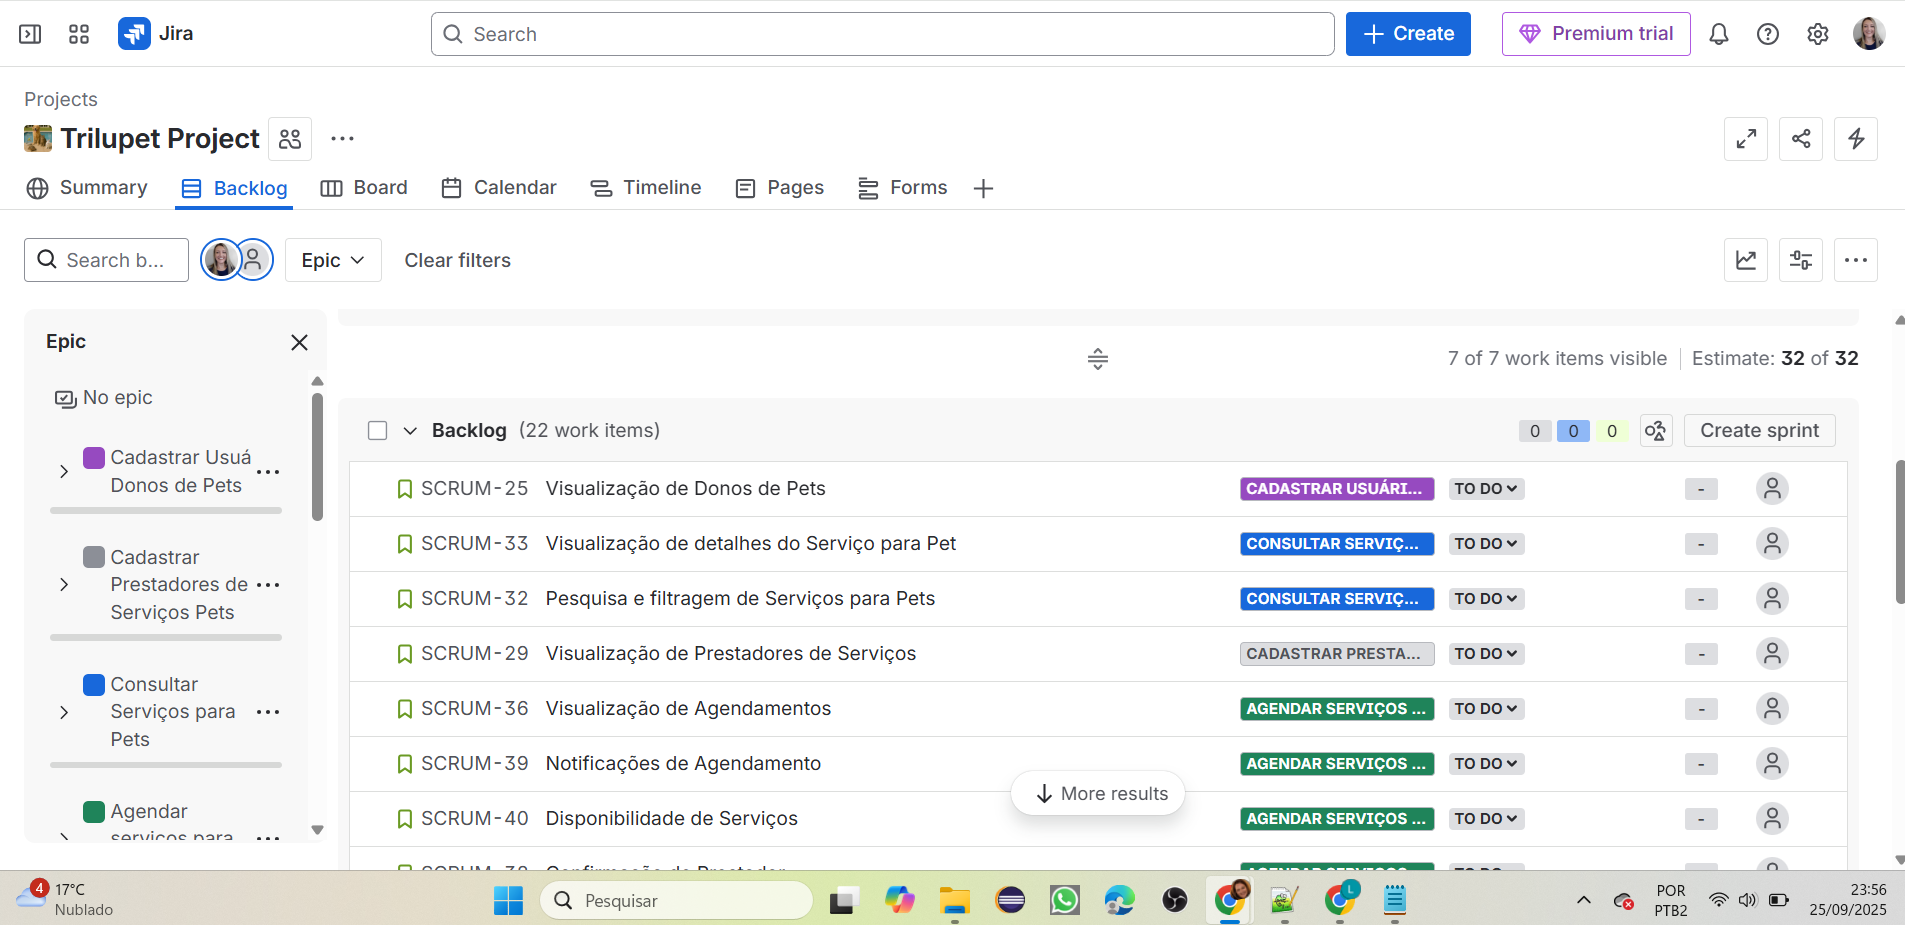 Jira
Search
Create
Premium trial
Projects
Trilupet Project
Summary
Backlog
Board
Calendar
Timeline
Pages
Forms
Search b...
Epic
Clear filters
Epic
No epic
Cadastrar Usuá
Donos de Pets
Cadastrar
Prestadores de
Serviços Pets
Consultar
Serviços para
Pets
Agendar
serviços para
7 of 7 work items visible
Estimate: 32 of 32
Backlog (22 work items)
0 0 0
Create sprint
SCRUM-25 Visualização de Donos de Pets CADASTRAR USUÁRI... TO DO -
SCRUM-33 Visualização de detalhes do Serviço para Pet CONSULTAR SERVIÇ... TO DO -
SCRUM-32 Pesquisa e filtragem de Serviços para Pets CONSULTAR SERVIÇ... TO DO -
SCRUM-29 Visualização de Prestadores de Serviços CADASTRAR PRESTA... TO DO -
SCRUM-36 Visualização de Agendamentos AGENDAR SERVIÇOS ... TO DO -
SCRUM-39 Notificações de Agendamento AGENDAR SERVIÇOS ... TO DO -
More results
SCRUM-40 Disponibilidade de Serviços AGENDAR SERVIÇOS ... TO DO -
4
17°C
Nublado
Pesquisar
L
POR
PTB2
23:56
25/09/2025